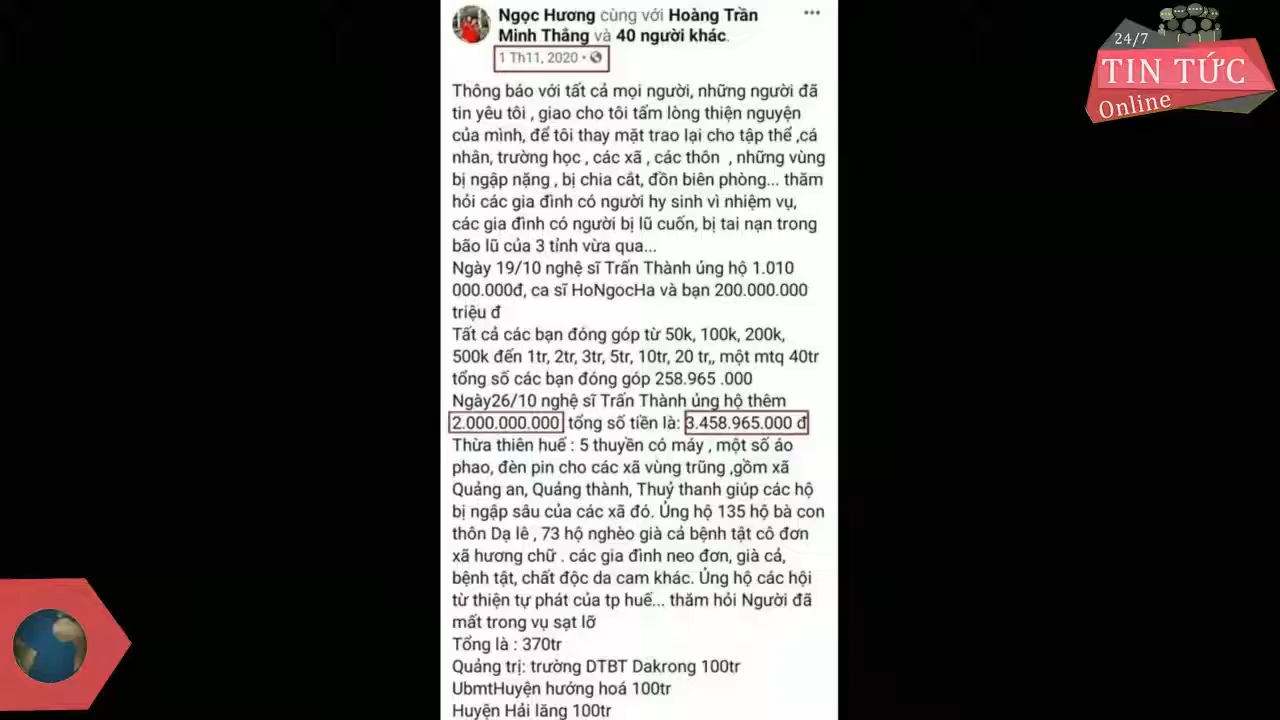 Ngọc Hương cùng với Hoàng Trần
Minh Thắng và 40 người khác.
1 Th11, 2020 ·
Thông báo với tất cả mọi người, những người đã
tin yêu tôi , giao cho tôi tấm lòng thiện nguyện
của mình, để tôi thay mặt trao lại cho tập thể ,cá
nhân, trường học , các xã , các thôn , những vùng
bị ngập nặng , bị chia cắt, đồn biên phòng... thăm
hỏi các gia đình có người hy sinh vì nhiệm vụ,
các gia đình có người bị lũ cuốn, bị tai nạn trong
bão lũ của 3 tỉnh vừa qua...
Ngày 19/10 nghệ sĩ Trấn Thành ủng hộ 1.010
000.000đ, ca sĩ HoNgocHa và bạn 200.000.000
triệu đ
Tất cả các bạn đóng góp từ 50k, 100k, 200k,
500k đến 1tr, 2tr, 3tr, 5tr, 10tr, 20 tr,, một mtq 40tr
tổng số các bạn đóng góp 258.965 .000
Ngày26/10 nghệ sĩ Trấn Thành ủng hộ thêm
2.000.000.000 tổng số tiền là: 3.458.965.000 đ
Thừa thiên huế : 5 thuyền có máy , một số áo
phao, đèn pin cho các xã vùng trũng ,gồm xã
Quảng an, Quảng thành, Thuỷ thanh giúp các hộ
bị ngập sâu của các xã đó. Ủng hộ 135 hộ bà con
thôn Dạ lê , 73 hộ nghèo già cả bệnh tật cô đơn
xã hương chữ . các gia đình neo đơn, già cả,
bệnh tật, chất độc da cam khác. Ủng hộ các hội
từ thiện tự phát của tp huế... thăm hỏi Người đã
mất trong vụ sạt lỡ
Tổng là : 370tr
Quảng trị: trường DTBT Dakrong 100tr
UbmtHuyện hướng hoá 100tr
Huyện Hải lăng 100tr
24/7
TIN TỨC
Online